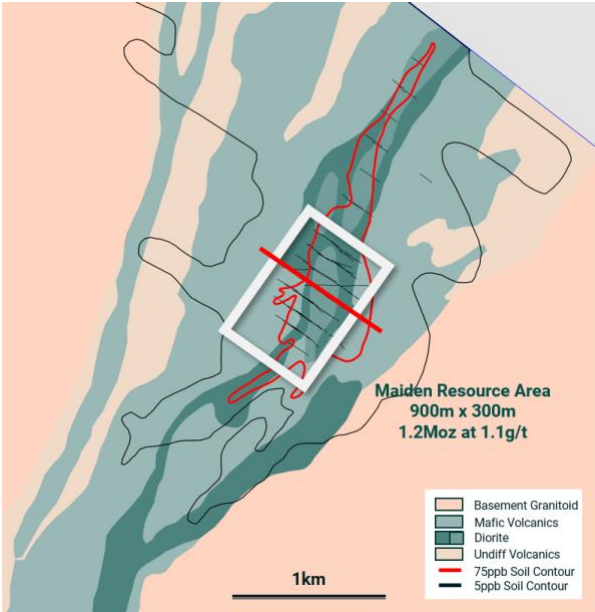 Maiden Resource Area
900m x 300m
1.2Moz at 1.1g/t
Basement Granitoid
Mafic Volcanics
Diorite
Undiff Volcanics
75ppb Soil Contour
5ppb Soil Contour
1km